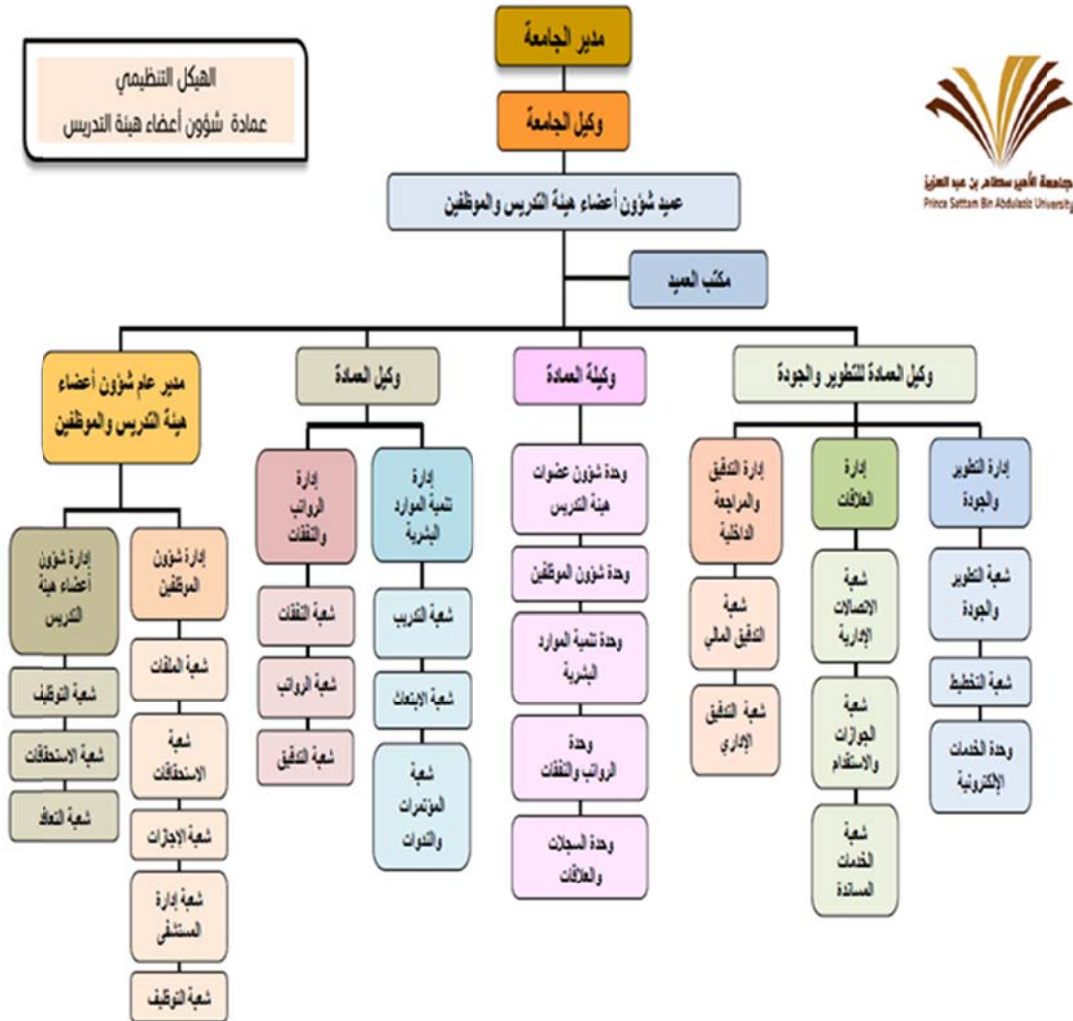 مدير الجامعة
الهيكل التنظيمي
عمادة شؤون أعضاء هيئة التدريس
وكيل الجامعة
جامعة الأمير سطام بن عبد العزيز
Prince Sattam Bin Abdulaziz University
عميد شؤون أعضاء هيئة التدريس والموظفين
مكتب العميد
وكيل العمادة للتطوير والجودة
إدارة التطوير
والجودة
شعبة التطوير
والجودة
شعبة التخطيط
وحدة الخدمات
الإلكترونية
إدارة
العلاقات
شعبة
الاتصالات
الإدارية
شعبة
الجوازات
والاستقدام
شعبة
الخدمات
المساندة
إدارة التدقيق
والمراجعة
الداخلية
شعبة
التدقيق المالي
شعبة التدقيق
الإداري
وكيلة العمادة
وحدة شؤون عضوات
هيئة التدريس
وحدة شؤون الموظفين
وحدة تنمية الموارد
البشرية
وحدة
الرواتب والنفقات
وحدة السجلات
والعلاقات
وكيل العمادة
إدارة
تنمية الموارد
البشرية
شعبة التدريب
شعبة الابتعاث
شعبة
المؤتمرات
والندوات
إدارة
الرواتب
والنفقات
شعبة النفقات
شعبة الرواتب
شعبة التدقيق
مدير عام شؤون أعضاء
هيئة التدريس والموظفين
إدارة شؤون
الموظفين
شعبة الملفات
شعبة
الاستحقاقات
شعبة الإجازات
شعبة إدارة
المستشفى
شعبة التوظيف
إدارة شؤون
أعضاء هيئة
التدريس
شعبة التوظيف
شعبة الاستحقاقات
شعبة التعاقد